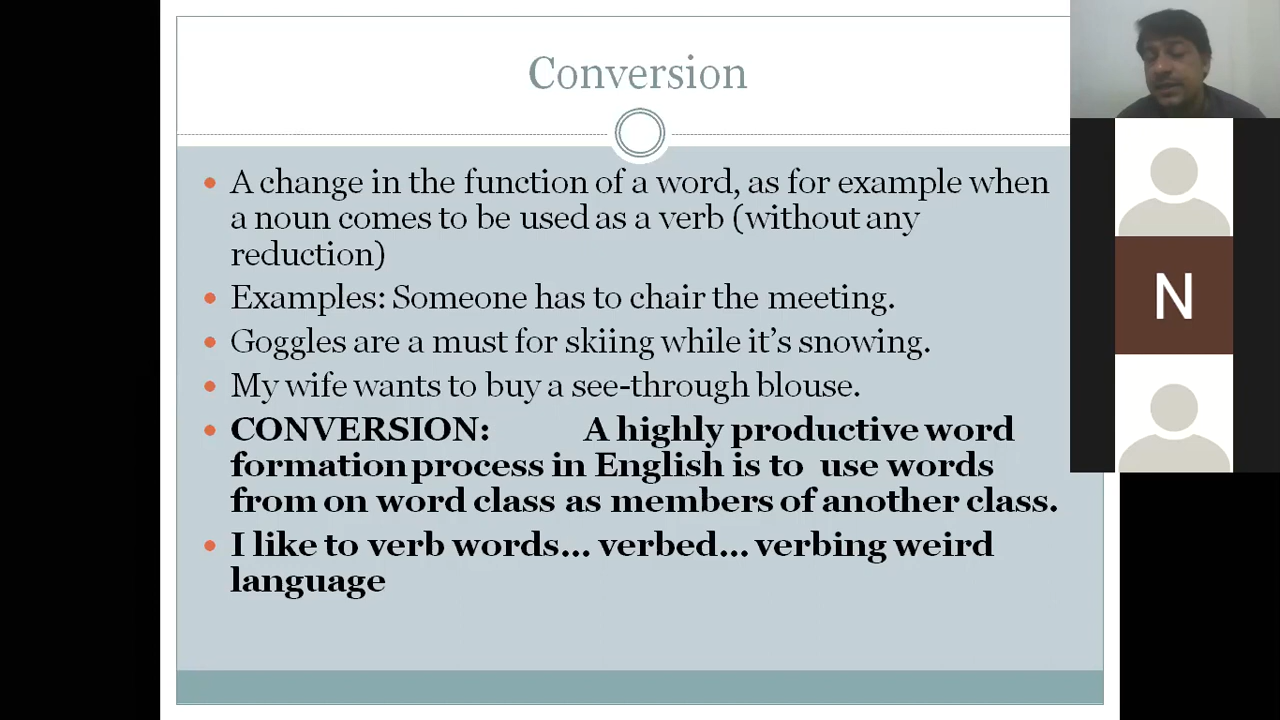 Conversion
A change in the function of a word, as for example when
a noun comes to be used as a verb (without any
reduction)
Examples: Someone has to chair the meeting.
Goggles are a must for skiing while it’s snowing.
My wife wants to buy a see-through blouse.
CONVERSION: A highly productive word
formation process in English is to use words
from on word class as members of another class.
I like to verb words… verbed… verbing weird
language
N